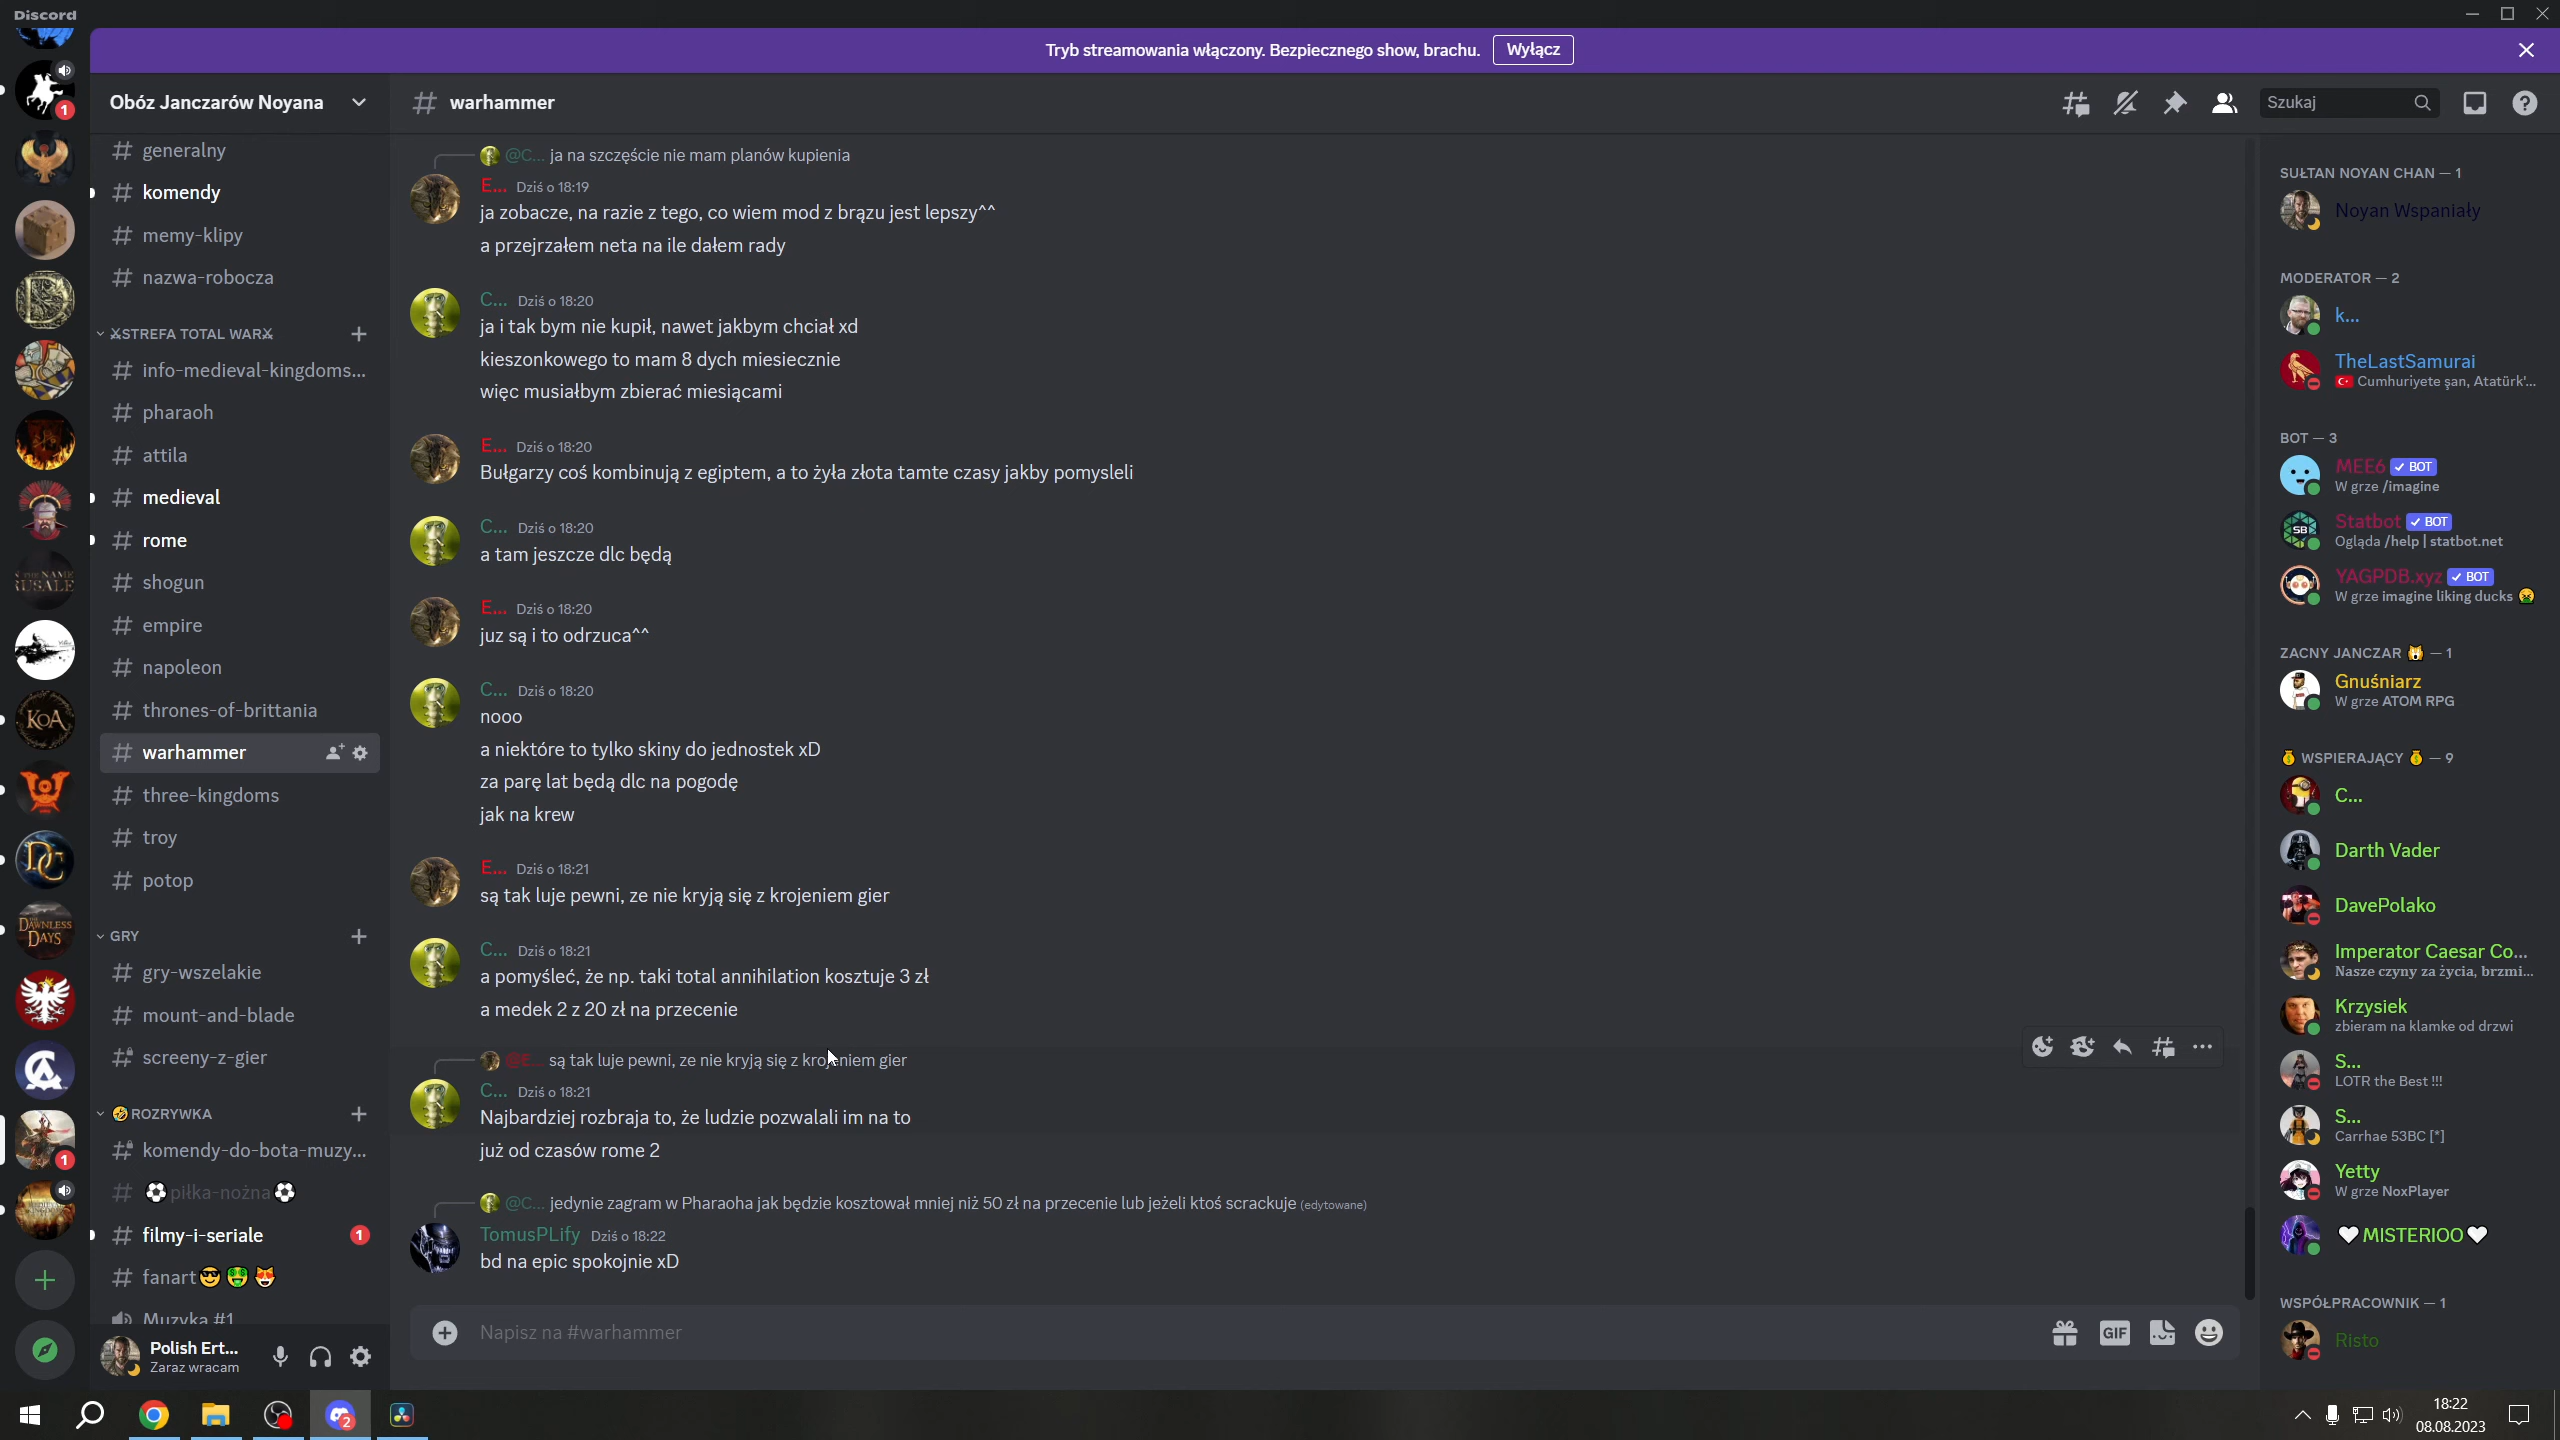 Discord
Tryb streamowania włączony. Bezpiecznego show, brachu. Wyłącz
Obóz Janczarów Noyana
generalny
komendy
memy-klipy
nazwa-robocza
⚔STREFA TOTAL WAR⚔
info-medieval-kingdoms...
pharaoh
attila
medieval
rome
shogun
empire
napoleon
thrones-of-brittania
warhammer
three-kingdoms
troy
potop
GRY
gry-wszelakie
mount-and-blade
screeny-z-gier
🤣ROZRYWKA
komendy-do-bota-muzy...
⚽piłka-nożna⚽
filmy-i-seriale 1
fanart😎🤑😍
Muzyka #1
Polish Ert...
Zaraz wracam
1
KOA
DC
DAWNLESS
DAYS
1
# warhammer
Szukaj
@C... ja na szczęście nie mam planów kupienia
E... Dziś o 18:19
ja zobacze, na razie z tego, co wiem mod z brązu jest lepszy^^
a przejrzałem neta na ile dałem rady
C... Dziś o 18:20
ja i tak bym nie kupił, nawet jakbym chciał xd
kieszonkowego to mam 8 dych miesiecznie
więc musiałbym zbierać miesiącami
E... Dziś o 18:20
Bułgarzy coś kombinują z egiptem, a to żyła złota tamte czasy jakby pomysleli
C... Dziś o 18:20
a tam jeszcze dlc będą
E... Dziś o 18:20
juz są i to odrzuca^^
C... Dziś o 18:20
nooo
a niektóre to tylko skiny do jednostek xD
za parę lat będą dlc na pogodę
jak na krew
E... Dziś o 18:21
są tak luje pewni, ze nie kryją się z krojeniem gier
C... Dziś o 18:21
a pomyśleć, że np. taki total annihilation kosztuje 3 zł
a medek 2 z 20 zł na przecenie
@E... są tak luje pewni, ze nie kryją się z krojeniem gier
C... Dziś o 18:21
Najbardziej rozbraja to, że ludzie pozwalali im na to
już od czasów rome 2
@C... jedynie zagram w Pharaoha jak będzie kosztował mniej niż 50 zł na przecenie lub jeżeli ktoś scrackuje (edytowane)
TomusPLify Dziś o 18:22
bd na epic spokojnie xD
Napisz na #warhammer
GIF
SUŁTAN NOYAN CHAN — 1
Noyan Wspaniały
MODERATOR — 2
k...
TheLastSamurai
Cumhuriyete şan, Atatürk'...
BOT — 3
MEE6 ✓ BOT
W grze /imagine
SB
Statbot ✓ BOT
Ogląda /help | statbot.net
YAGPDB.xyz ✓ BOT
W grze imagine liking ducks
ZACNY JANCZAR — 1
Gnuśniarz
W grze ATOM RPG
💰 WSPIERAJĄCY 💰 — 9
C...
Darth Vader
DavePolako
Imperator Caesar Co...
Nasze czyny za życia, brzmi...
Krzysiek
zbieram na klamke od drzwi
S...
LOTR the Best !!!
S...
Carrhae 53BC [*]
Yetty
W grze NoxPlayer
🤍MISTERIOO🤍
WSPÓŁPRACOWNIK — 1
Risto
2
18:22
08.08.2023